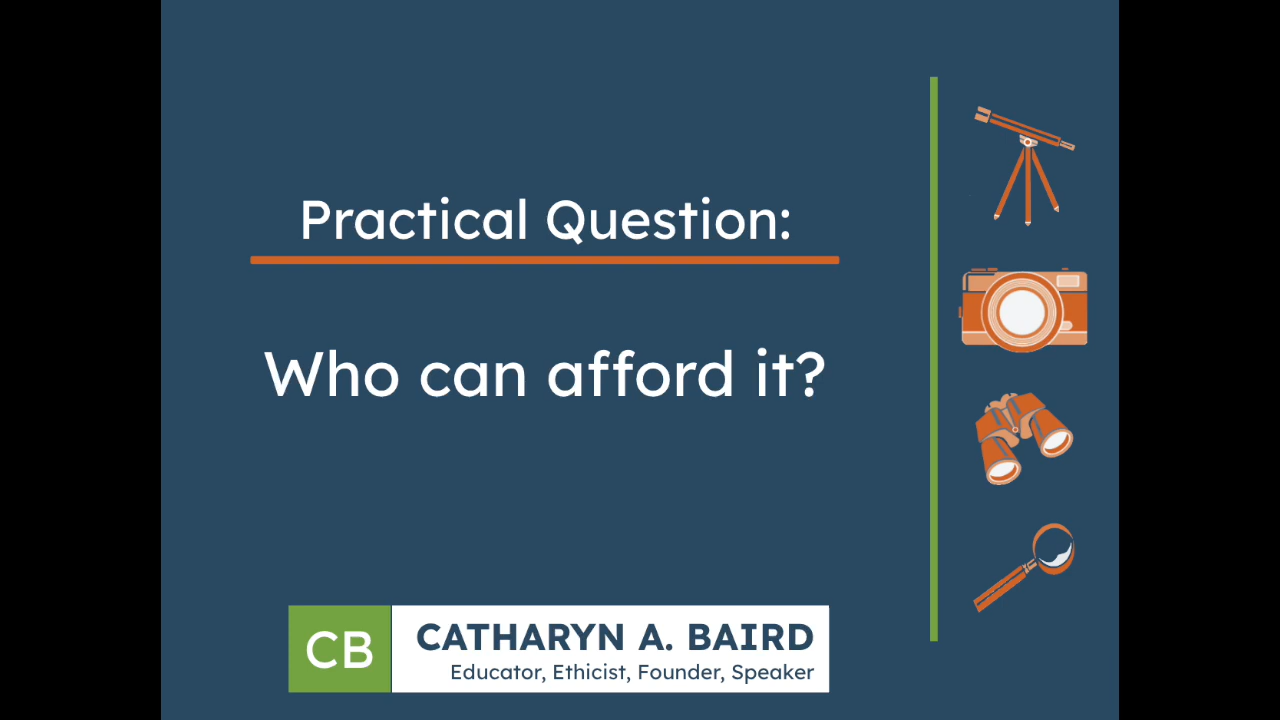 Practical Question:
Who can afford it?
CB
CATHARYN A. BAIRD
Educator, Ethicist, Founder, Speaker